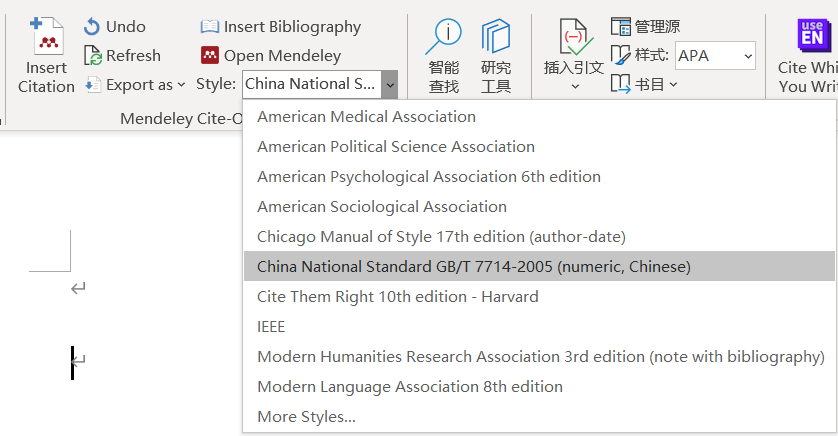 Undo
Refresh
Export as
Insert
Citation
Insert Bibliography
Open Mendeley
Style: China National S...
Mendeley Cite-O
智能
查找
研究
工具
插入引文
管理源
样式: APA
书目
use
EN
Cite Whi
You Writ
American Medical Association
American Political Science Association
American Psychological Association 6th edition
American Sociological Association
Chicago Manual of Style 17th edition (author-date)
China National Standard GB/T 7714-2005 (numeric, Chinese)
Cite Them Right 10th edition - Harvard
IEEE
Modern Humanities Research Association 3rd edition (note with bibliography)
Modern Language Association 8th edition
More Styles...